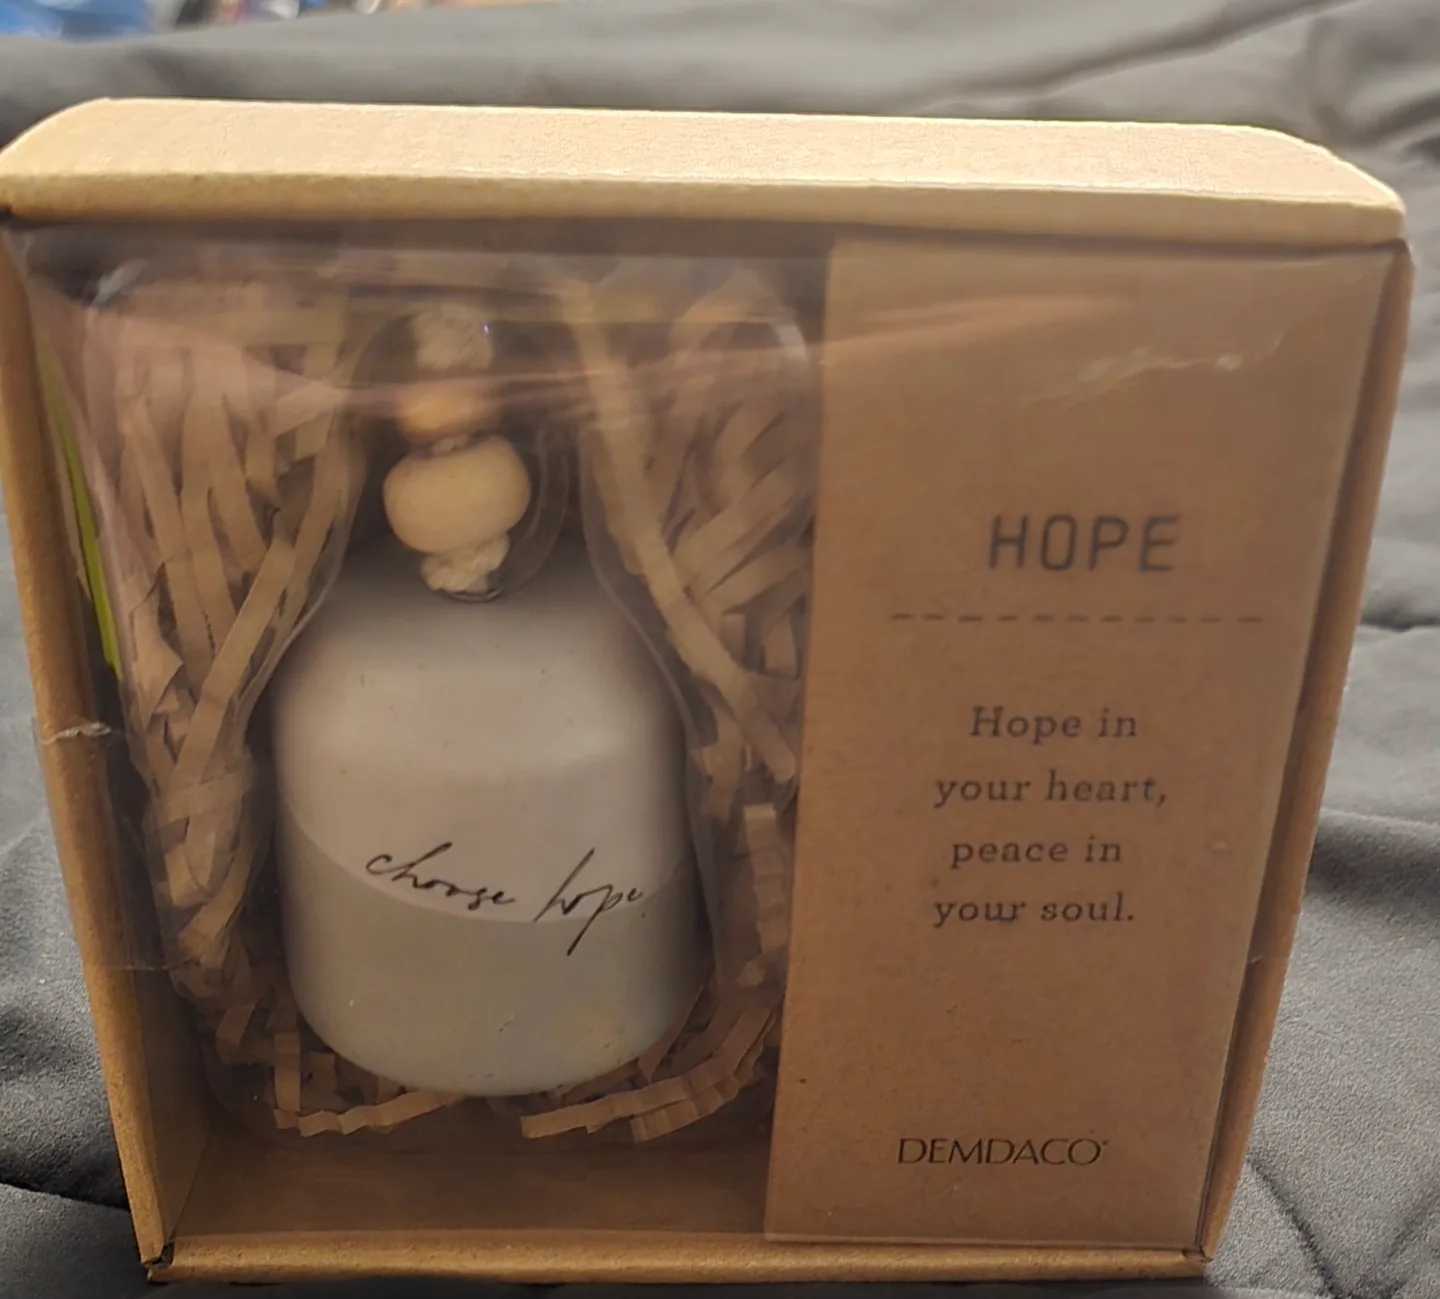 choose hope
HOPE
Hope in
your heart,
peace in
your soul.
DEMDACO®